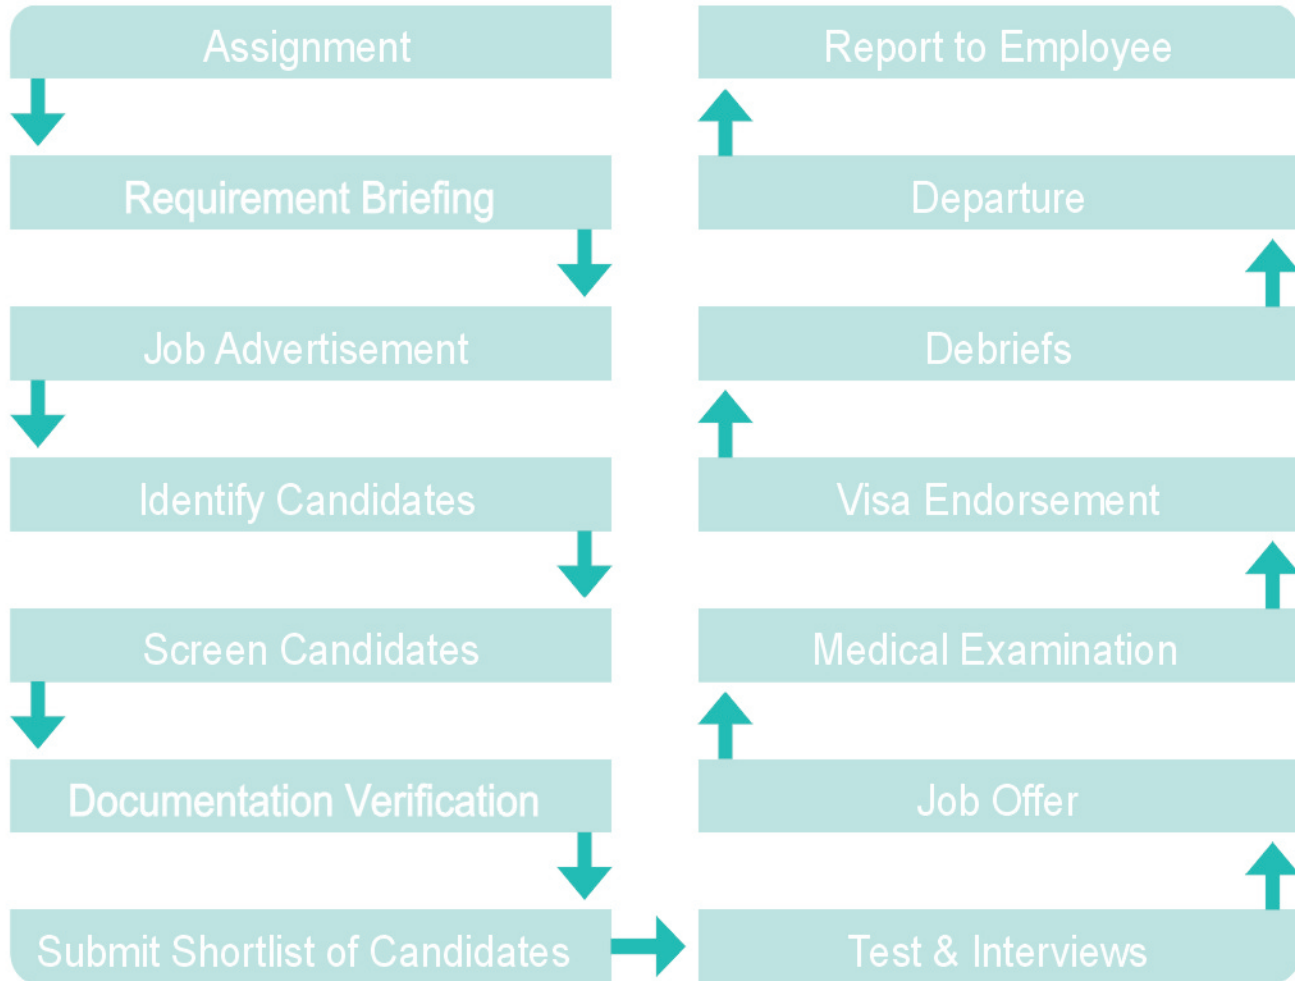 Assignment
Requirement Briefing
Job Advertisement
Identify Candidates
Screen Candidates
Documentation Verification
Submit Shortlist of Candidates
Test & Interviews
Job Offer
Medical Examination
Visa Endorsement
Debriefs
Departure
Report to Employee